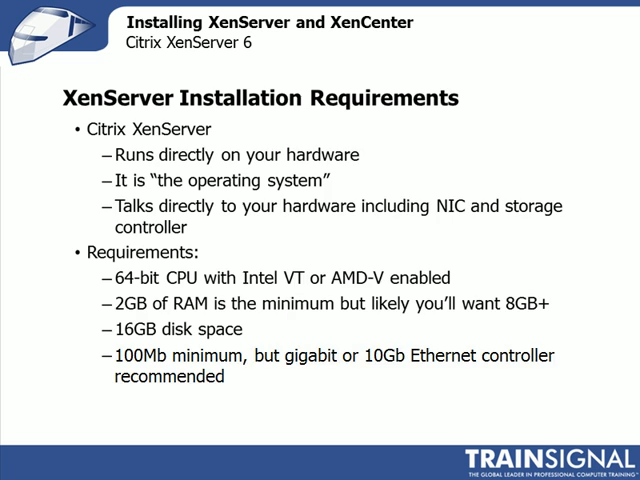 Installing XenServer and XenCenter
Citrix XenServer 6
XenServer Installation Requirements
• Citrix XenServer
– Runs directly on your hardware
– It is “the operating system”
– Talks directly to your hardware including NIC and storage
controller
• Requirements:
– 64-bit CPU with Intel VT or AMD-V enabled
– 2GB of RAM is the minimum but likely you’ll want 8GB+
– 16GB disk space
– 100Mb minimum, but gigabit or 10Gb Ethernet controller
recommended
TRAINSIGNAL
THE GLOBAL LEADER IN PROFESSIONAL COMPUTER TRAINING